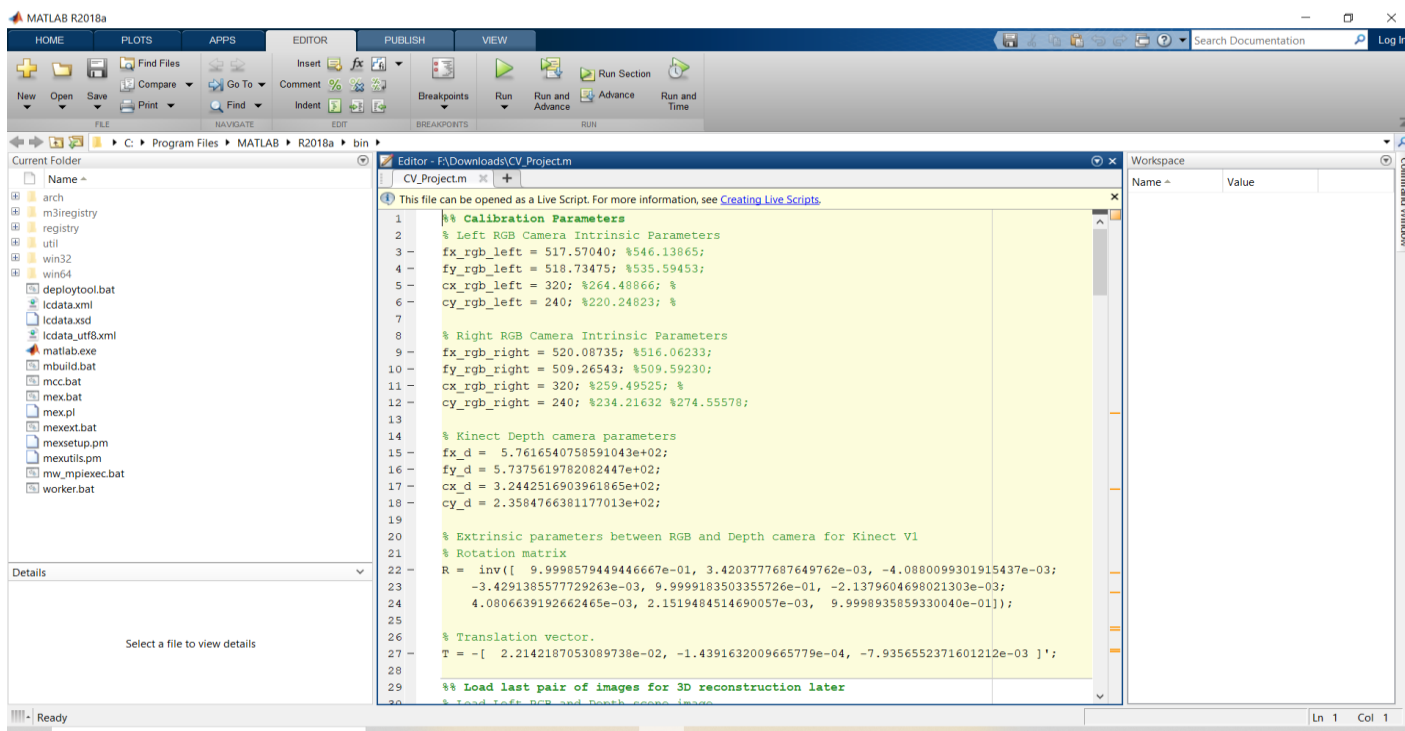 MATLAB R2018a
HOME PLOTS APPS EDITOR PUBLISH VIEW
Search Documentation
Log In
New
Open
Save
Find Files
Compare
Print
FILE
Go To
Find
NAVIGATE
Insert
fx
Comment
Indent
EDIT
Breakpoints
BREAKPOINTS
Run
Run and Advance
Run Section
Advance
Run and Time
RUN
C: Program Files MATLAB R2018a bin
Current Folder
Name
arch
m3iregistry
registry
util
win32
win64
deploytool.bat
lcdata.xml
lcdata.xsd
lcdata_utf8.xml
matlab.exe
mbuild.bat
mcc.bat
mex.bat
mex.pl
mexext.bat
mexsetup.pm
mexutils.pm
mw_mpiexec.bat
worker.bat
Details
Select a file to view details
Editor - F:\Downloads\CV_Project.m
CV_Project.m
This file can be opened as a Live Script. For more information, see Creating Live Scripts.
1 %% Calibration Parameters
2 % Left RGB Camera Intrinsic Parameters
3 fx_rgb_left = 517.57040; %546.13865;
4 fy_rgb_left = 518.73475; %535.59453;
5 cx_rgb_left = 320; %264.48866; %
6 cy_rgb_left = 240; %220.24823; %
7
8 % Right RGB Camera Intrinsic Parameters
9 fx_rgb_right = 520.08735; %516.06233;
10 fy_rgb_right = 509.26543; %509.59230;
11 cx_rgb_right = 320; %259.49525; %
12 cy_rgb_right = 240; %234.21632 %274.55578;
13
14 % Kinect Depth camera parameters
15 fx_d = 5.7616540758591043e+02;
16 fy_d = 5.7375619782082447e+02;
17 cx_d = 3.2442516903961865e+02;
18 cy_d = 2.3584766381177013e+02;
19
20 % Extrinsic parameters between RGB and Depth camera for Kinect V1
21 % Rotation matrix
22 R = inv([ 9.9998579449446667e-01, 3.4203777687649762e-03, -4.0880099301915437e-03;
23 -3.4291385577729263e-03, 9.9999183503355726e-01, -2.1379604698021303e-03;
24 4.0806639192662465e-03, 2.1519484514690057e-03, 9.9998935859330040e-01]);
25
26 % Translation vector.
27 T = -[ 2.2142187053089738e-02, -1.4391632009665779e-04, -7.9356552371601212e-03 ]';
28
29 %% Load last pair of images for 3D reconstruction later
30 % Load Left RGB and Depth scene image
Workspace
Name Value
Command Window
Ready
Ln 1 Col 1